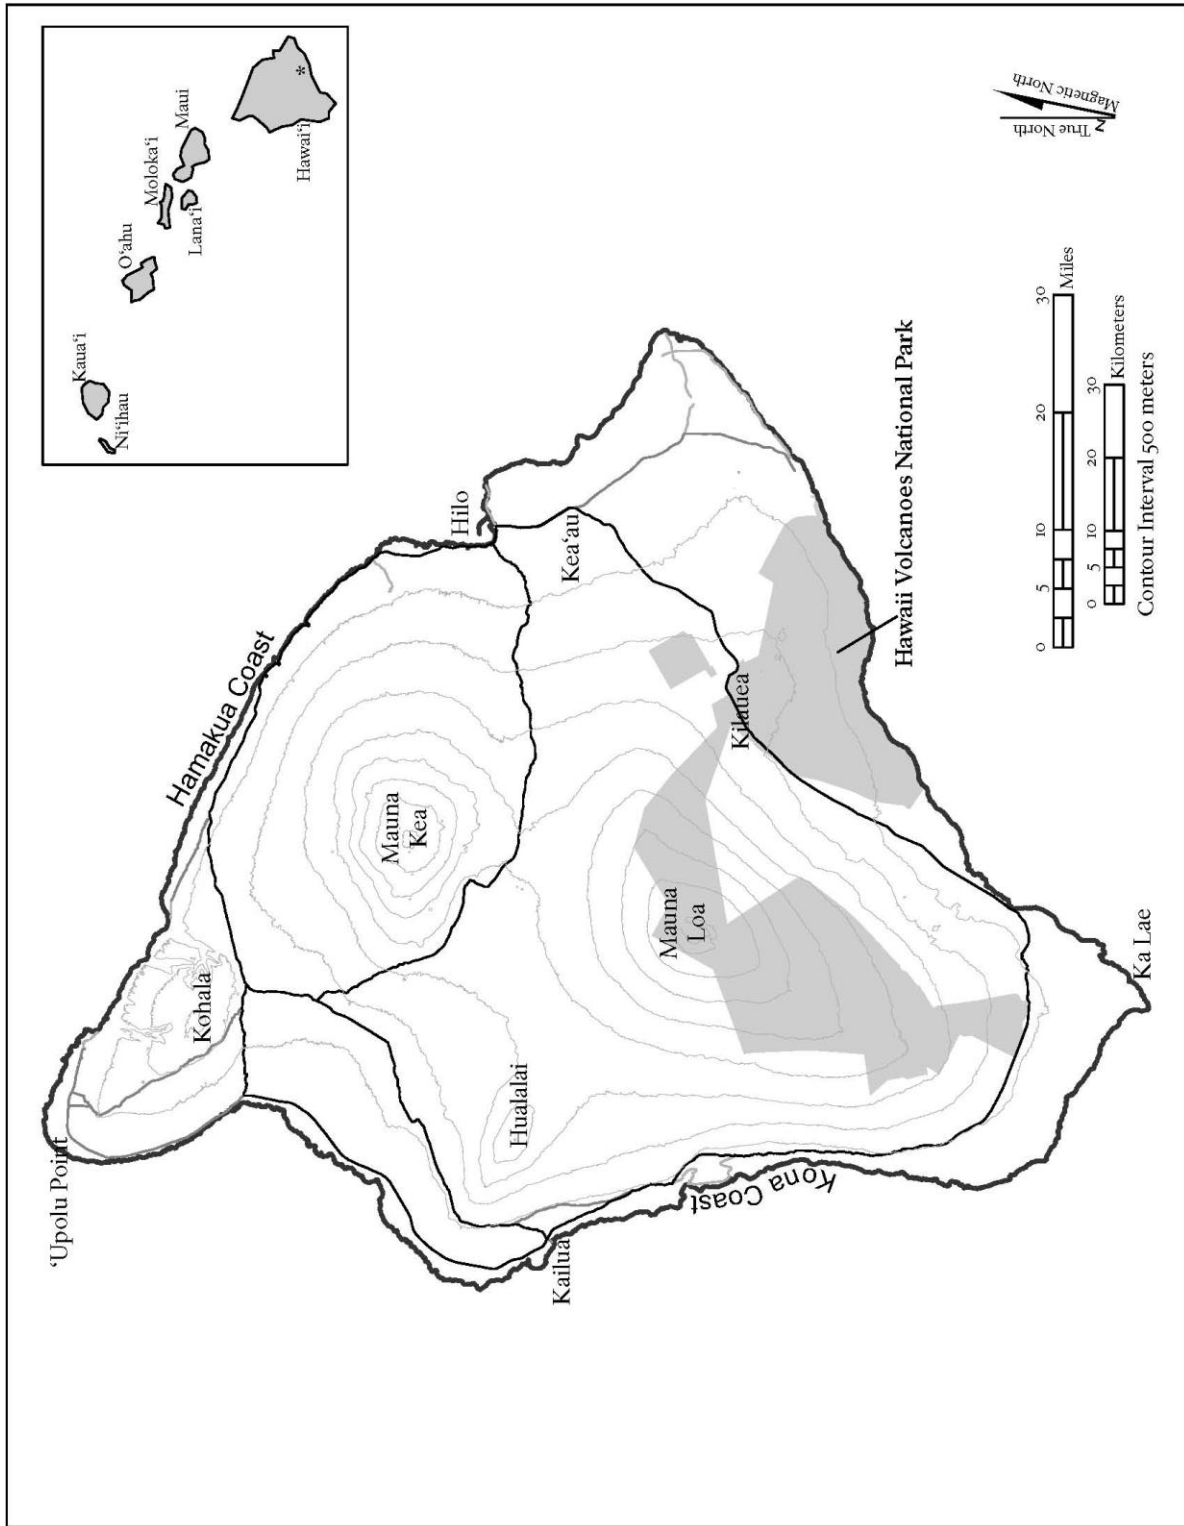 Kaua‘i
Ni‘ihau
O‘ahu
Moloka‘i
Lana‘i
Maui
*
Hawai‘i
‘Upolu Point
Kohala
Hamakua Coast
Mauna
Kea
Hilo
Kea‘au
Hualalai
Kailua
Kona Coast
Mauna
Loa
Kilauea
Hawaii Volcanoes National Park
Ka Lae
True North
Magnetic North
N
0 5 10 20 30
Miles
0 5 10 20 30
Kilometers
Contour Interval 500 meters